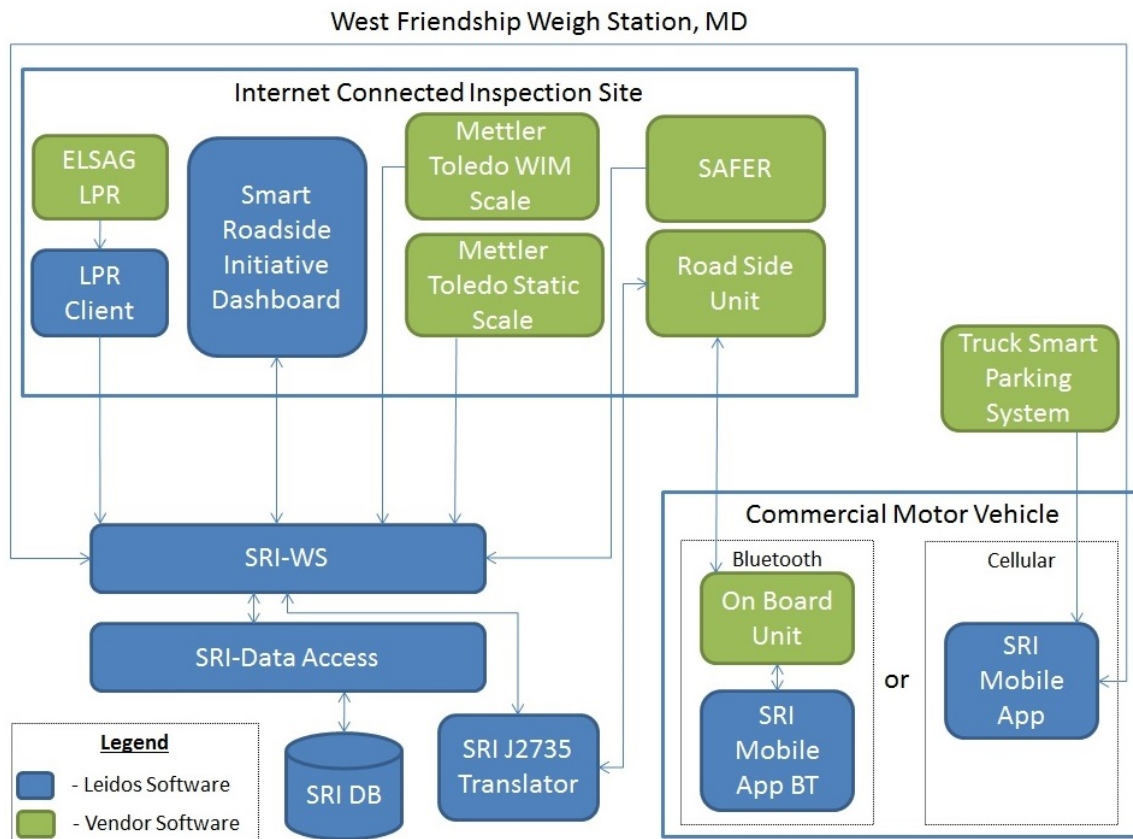 West Friendship Weigh Station, MD
Internet Connected Inspection Site
ELSAG
LPR
LPR
Client
Smart
Roadside
Initiative
Dashboard
Mettler
Toledo WIM
Scale
Mettler
Toledo Static
Scale
SAFER
Road Side
Unit
Truck Smart
Parking
System
Commercial Motor Vehicle
Bluetooth
On Board
Unit
SRI
Mobile
App BT
or
Cellular
SRI
Mobile
App
SRI-WS
SRI-Data Access
SRI DB
SRI J2735
Translator
Legend
- Leidos Software
- Vendor Software